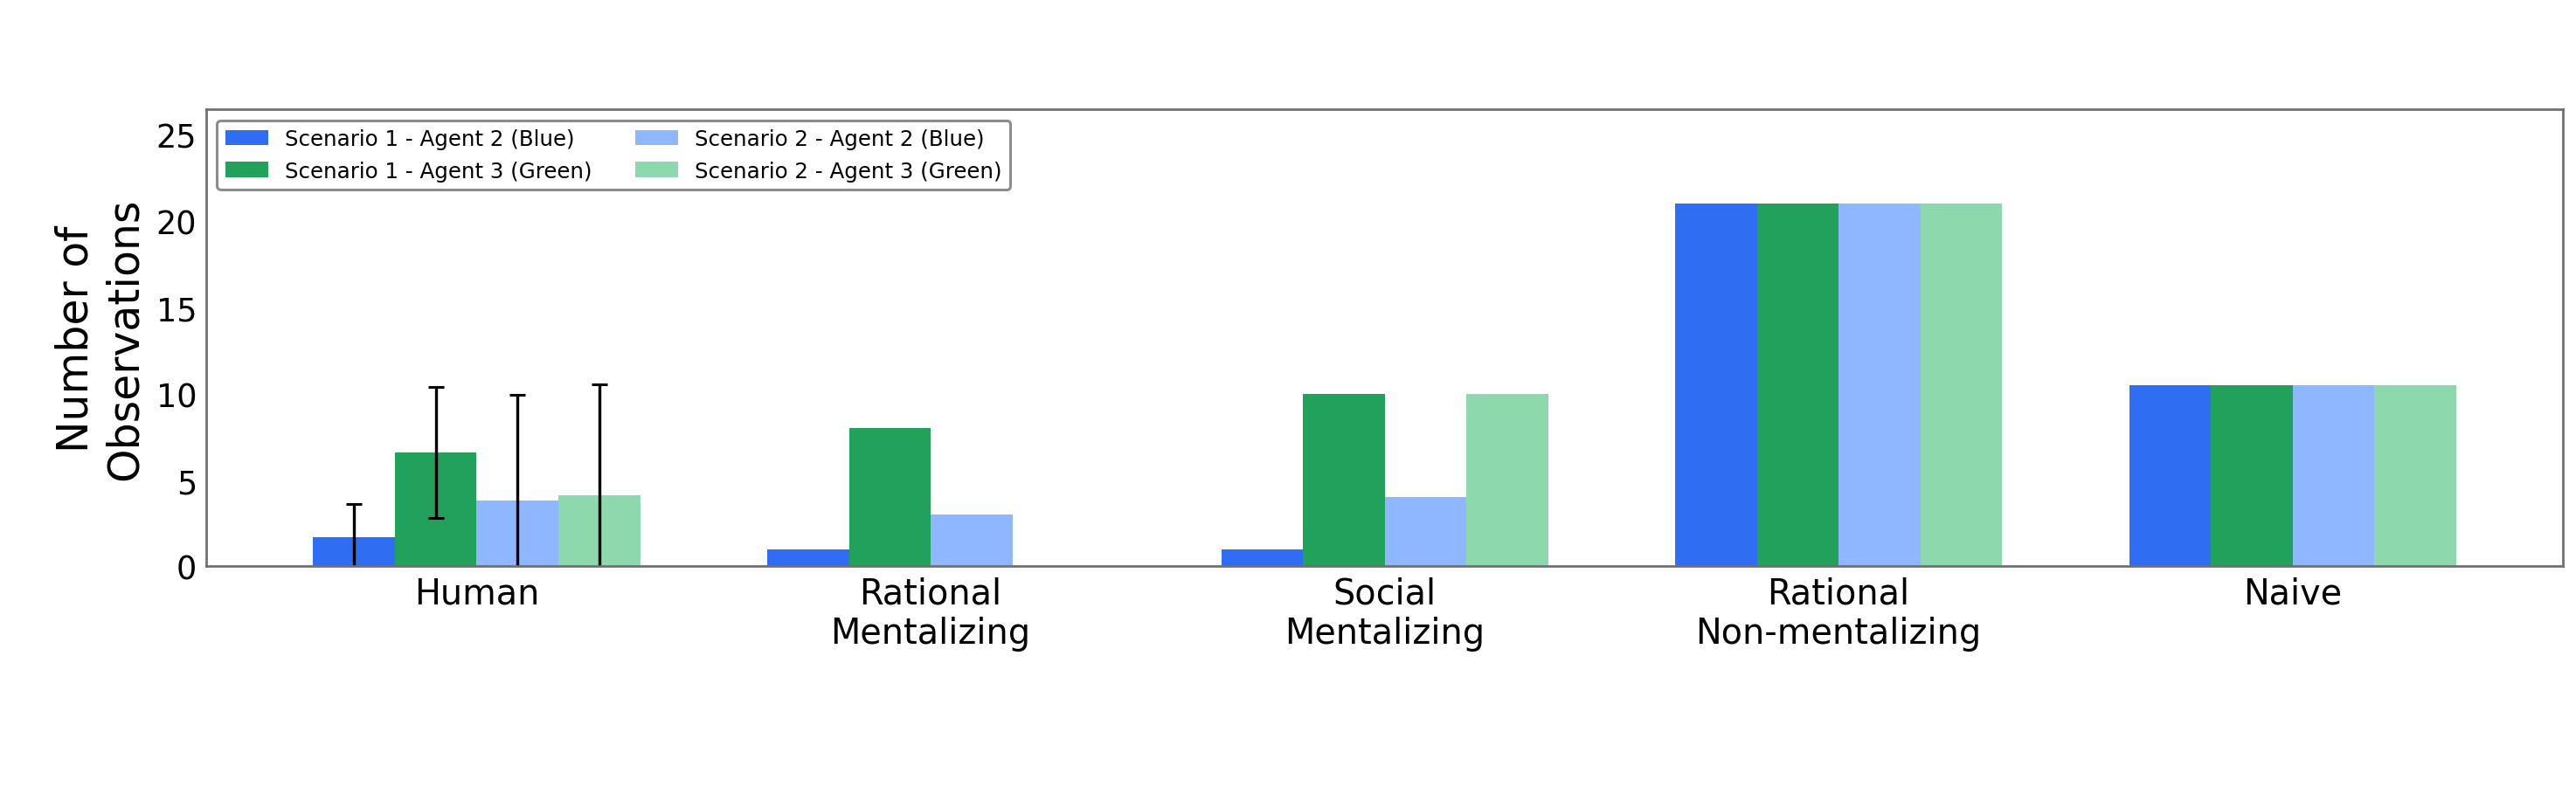 Number of
Observations
25
20
15
10
5
0
Scenario 1 - Agent 2 (Blue)
Scenario 1 - Agent 3 (Green)
Scenario 2 - Agent 2 (Blue)
Scenario 2 - Agent 3 (Green)
Human
Rational
Mentalizing
Social
Mentalizing
Rational
Non-mentalizing
Naive